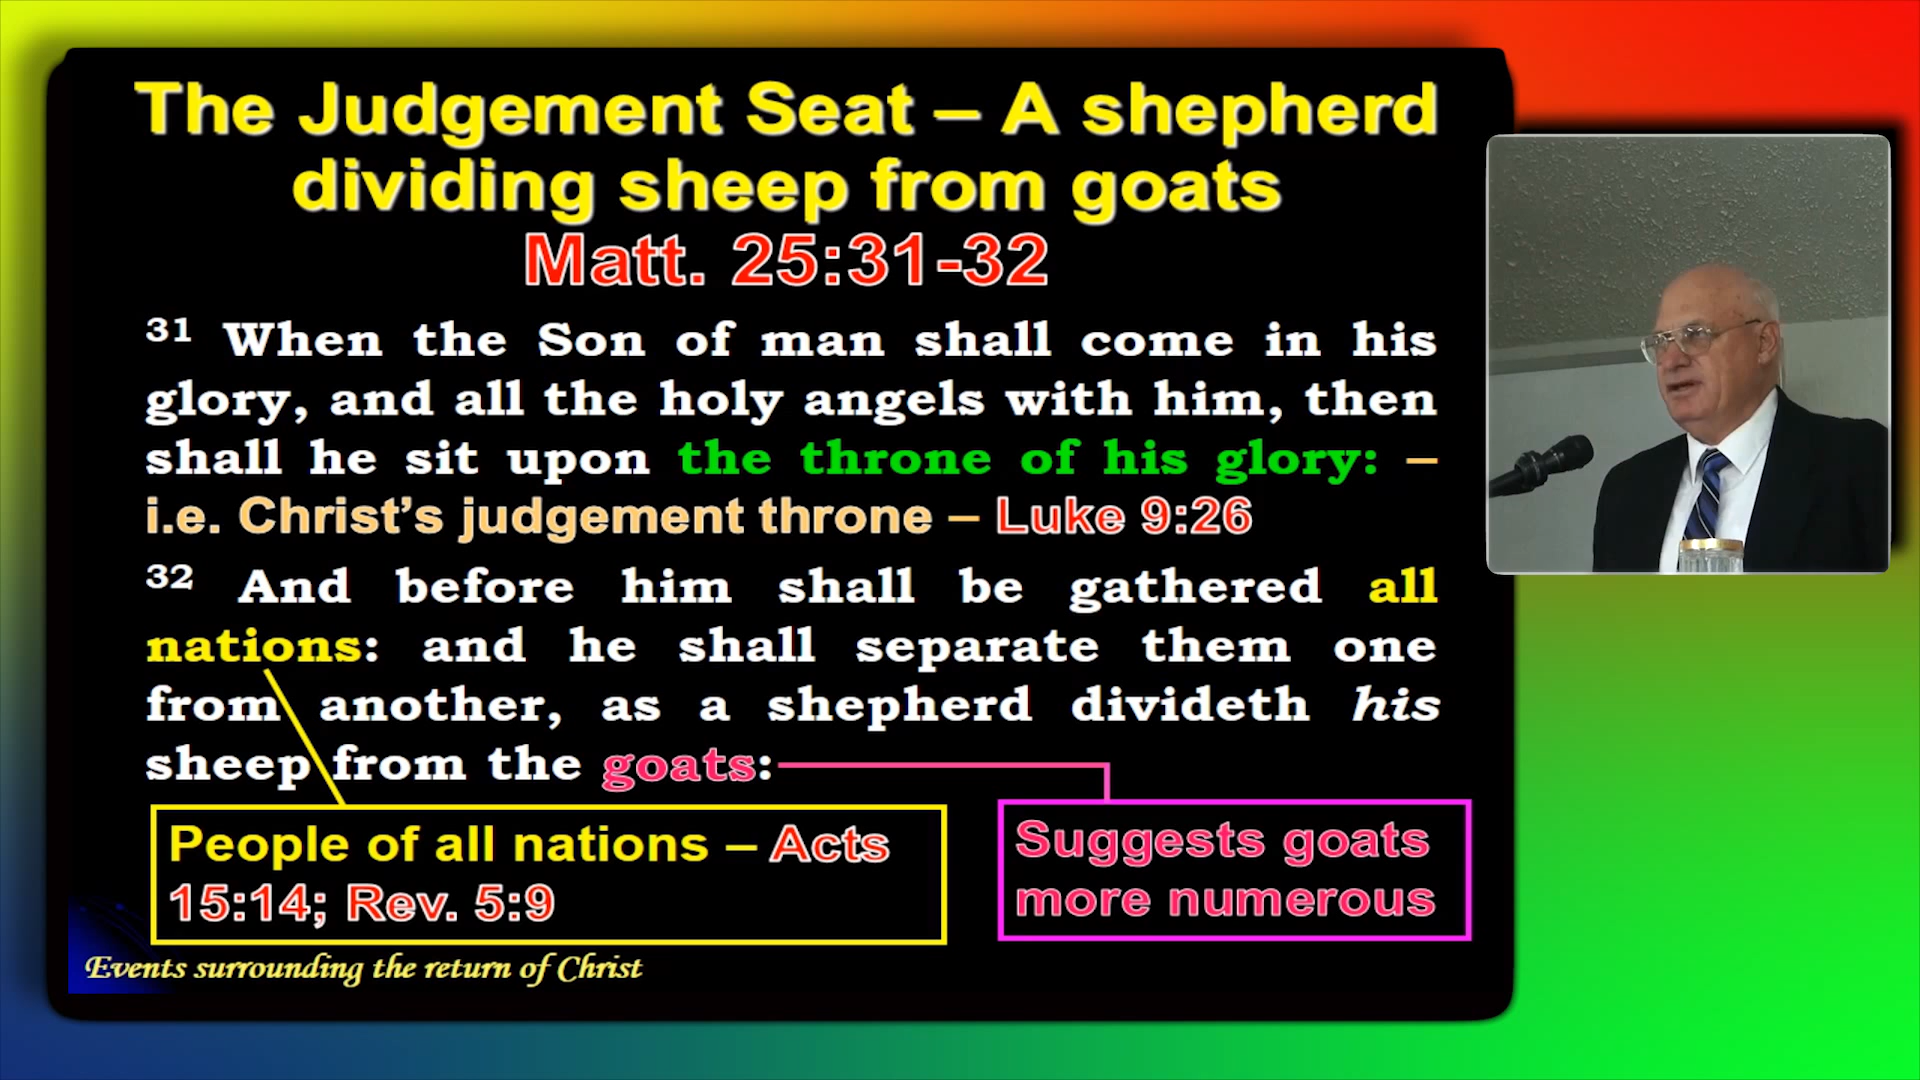 The Judgement Seat – A shepherd
dividing sheep from goats
Matt. 25:31-32
31 When the Son of man shall come in his
glory, and all the holy angels with him, then
shall he sit upon the throne of his glory: –
i.e. Christ’s judgement throne – Luke 9:26
32 And before him shall be gathered all
nations: and he shall separate them one
from another, as a shepherd divideth his
sheep from the goats:
People of all nations – Acts
15:14; Rev. 5:9
Suggests goats
more numerous
Events surrounding the return of Christ